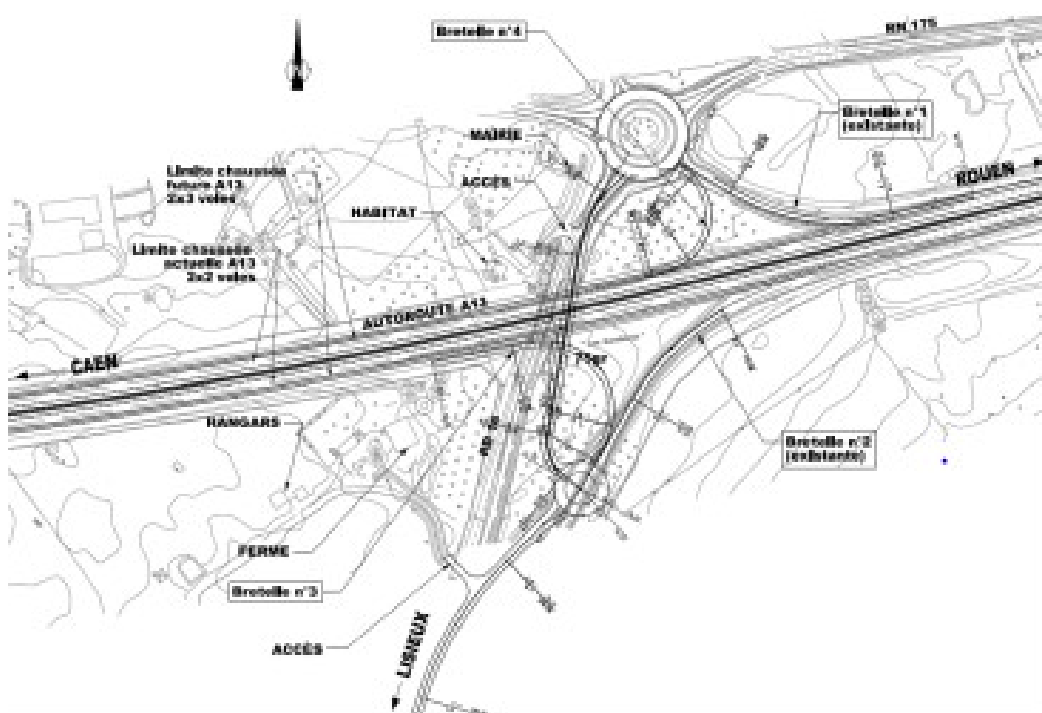 Bretelle n°4
RN 175
N
Bretelle n°1
(existante)
MAIRIE
ROUEN
Limite chaussée
future A13
2x3 voies
ACCÈS
HABITAT
Limite chaussée
actuelle A13
2x2 voies
AUTOROUTE A13
CAEN
75gr
HANGARS
Bretelle n°2
(existante)
FERME
Bretelle n°3
ACCÈS
LISIEUX